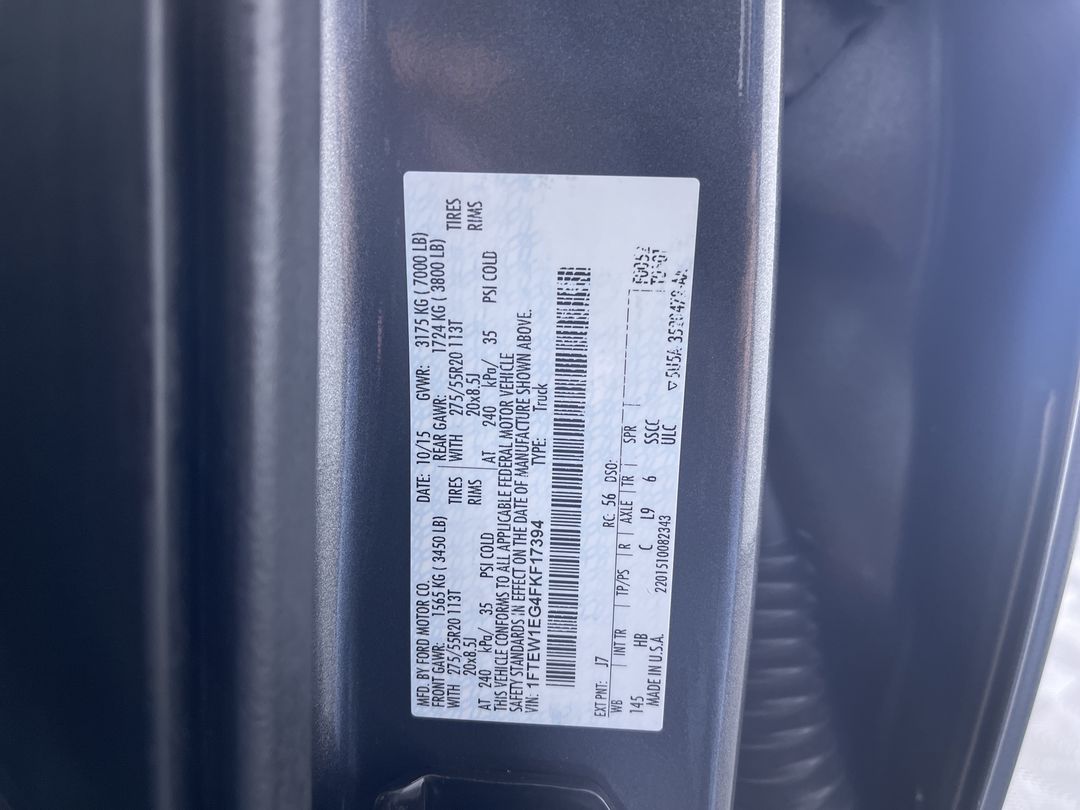 MFD. BY FORD MOTOR CO. DATE: 10/15 GVWR: 3175 KG ( 7000 LB)
FRONT GAWR: 1565 KG ( 3450 LB) REAR GAWR: 1724 KG ( 3800 LB)
WITH 275/55R20 113T TIRES WITH 275/55R20 113T TIRES
20x8.5J RIMS 20x8.5J RIMS
AT 240 kPa/ 35 PSI COLD AT 240 kPa/ 35 PSI COLD
THIS VEHICLE CONFORMS TO ALL APPLICABLE FEDERAL MOTOR VEHICLE
SAFETY STANDARDS IN EFFECT ON THE DATE OF MANUFACTURE SHOWN ABOVE.
VIN: 1FTEW1EG4FKF17394 TYPE: Truck
EXT PNT: J7 RC: 56 DSO:
WB INT TR TP/PS R AXLE TR SPR
145 HB C L9 6 SSCC
MADE IN U.S.A. ULC
2201510082343